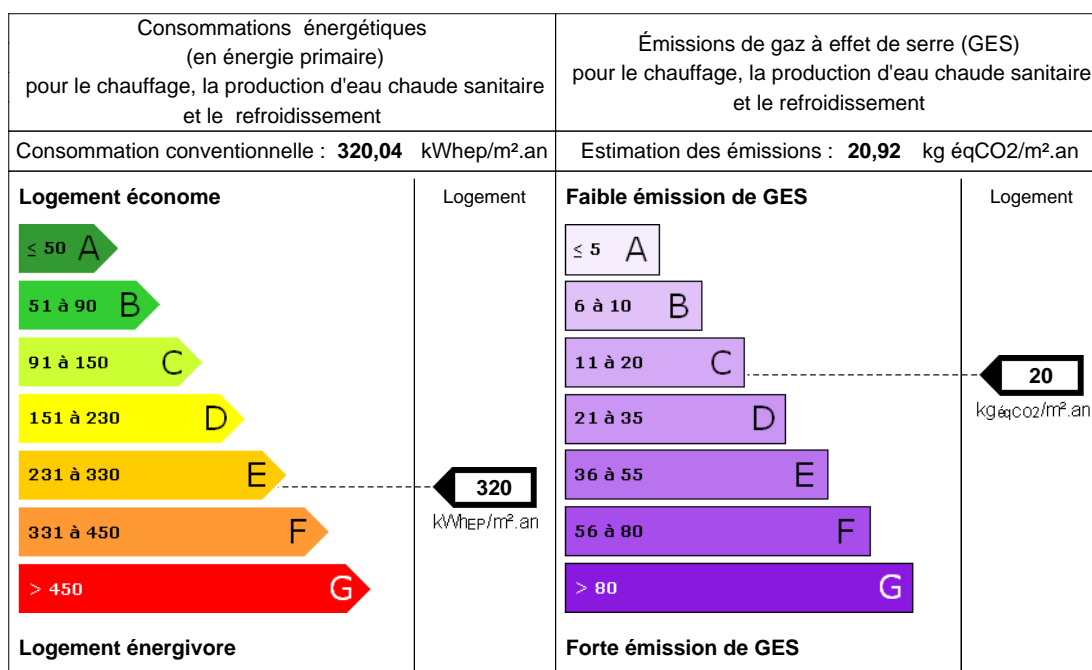 Consommations énergétiques
(en énergie primaire)
pour le chauffage, la production d'eau chaude sanitaire
et le refroidissement
Émissions de gaz à effet de serre (GES)
pour le chauffage, la production d'eau chaude sanitaire
et le refroidissement
Consommation conventionnelle : 320,04 kWhep/m².an
Estimation des émissions : 20,92 kg éqCO2/m².an
Logement économe
Logement
≤ 50 A
51 à 90 B
91 à 150 C
151 à 230 D
231 à 330 E
331 à 450 F
> 450 G
320
kWhEP/m².an
Logement énergivore
Faible émission de GES
Logement
≤ 5 A
6 à 10 B
11 à 20 C
21 à 35 D
36 à 55 E
56 à 80 F
> 80 G
20
kgéqCO2/m².an
Forte émission de GES